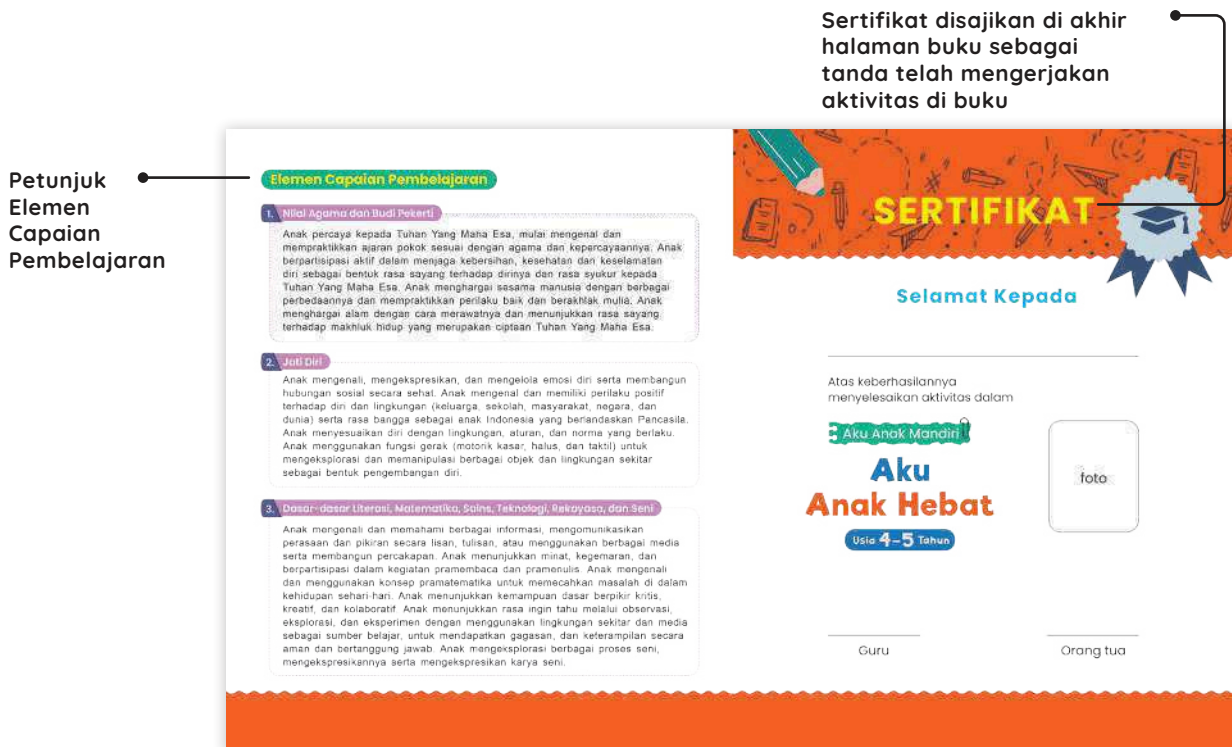 Sertifikat disajikan di akhir
halaman buku sebagai
tanda telah mengerjakan
aktivitas di buku
Petunjuk
Elemen
Capaian
Pembelajaran
Elemen Capaian Pembelajaran
1. Nilai Agama dan Budi Pekerti
Anak percaya kepada Tuhan Yang Maha Esa, mulai mengenal dan
mempraktikkan ajaran pokok sesuai dengan agama dan kepercayaannya. Anak
berpartisipasi aktif dalam menjaga kebersihan, kesehatan dan keselamatan
diri sebagai bentuk rasa sayang terhadap dirinya dan rasa syukur kepada
Tuhan Yang Maha Esa. Anak menghargai sesama manusia dengan berbagai
perbedaannya dan mempraktikkan perilaku baik dan berakhlak mulia. Anak
menghargai alam dengan cara merawatnya dan menunjukkan rasa sayang
terhadap makhluk hidup yang merupakan ciptaan Tuhan Yang Maha Esa.
2. Jati Diri
Anak mengenali, mengekspresikan, dan mengelola emosi diri serta membangun
hubungan sosial secara sehat. Anak mengenal dan memiliki perilaku positif
terhadap diri dan lingkungan (keluarga, sekolah, masyarakat, negara, dan
dunia) serta rasa bangga sebagai anak Indonesia yang berlandaskan Pancasila.
Anak menyesuaikan diri dengan lingkungan, aturan, dan norma yang berlaku.
Anak menggunakan fungsi gerak (motorik kasar, halus, dan taktil) untuk
mengeksplorasi dan memanipulasi berbagai objek dan lingkungan sekitar
sebagai bentuk pengembangan diri.
3. Dasar-dasar Literasi, Matematika, Sains, Teknologi, Rekayasa, dan Seni
Anak mengenali dan memahami berbagai informasi, mengomunikasikan
perasaan dan pikiran secara lisan, tulisan, atau menggunakan berbagai media
serta membangun percakapan. Anak menunjukkan minat, kegemaran, dan
berpartisipasi dalam kegiatan pramembaca dan pramenulis. Anak mengenali
dan menggunakan konsep pramatematika untuk memecahkan masalah di dalam
kehidupan sehari-hari. Anak menunjukkan kemampuan dasar berpikir kritis,
kreatif, dan kolaboratif. Anak menunjukkan rasa ingin tahu melalui observasi,
eksplorasi, dan eksperimen dengan menggunakan lingkungan sekitar dan media
sebagai sumber belajar, untuk mendapatkan gagasan, dan keterampilan secara
aman dan bertanggung jawab. Anak mengeksplorasi berbagai proses seni,
mengekspresikannya serta mengekspresikan karya seni.
SERTIFIKAT
Selamat Kepada
Atas keberhasilannya
menyelesaikan aktivitas dalam
Aku Anak Mandiri
Aku
Anak Hebat
Usia 4-5 Tahun
foto
Guru
Orang tua